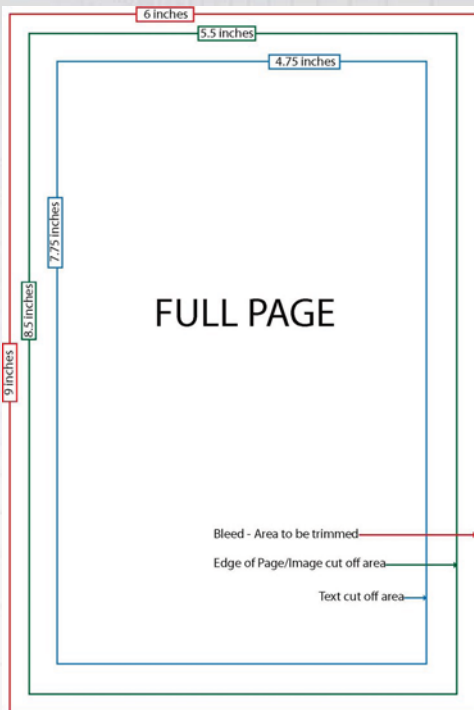 6 inches
5.5 inches
4.75 inches
7.75 inches
8.5 inches
9 inches
FULL PAGE
Bleed - Area to be trimmed
Edge of Page/Image cut off area
Text cut off area